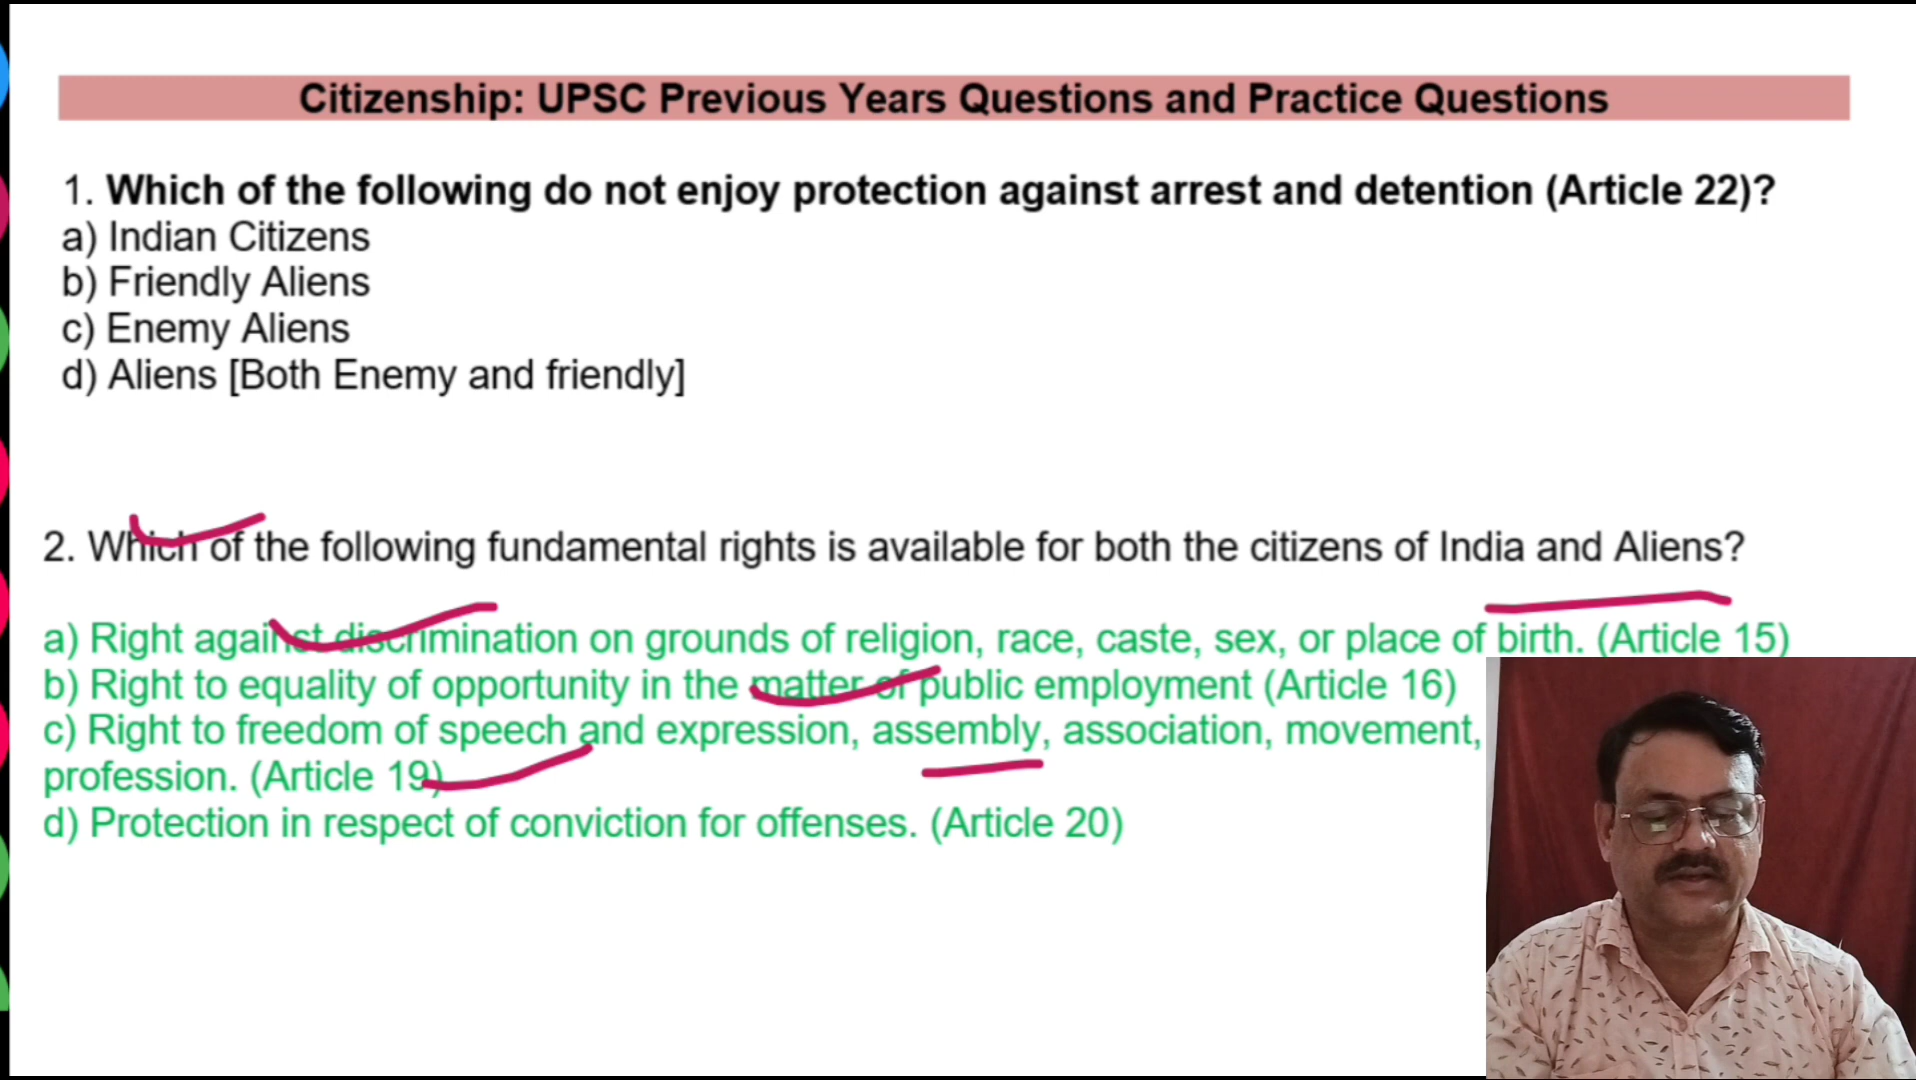 Citizenship: UPSC Previous Years Questions and Practice Questions
1. Which of the following do not enjoy protection against arrest and detention (Article 22)?
a) Indian Citizens
b) Friendly Aliens
c) Enemy Aliens
d) Aliens [Both Enemy and friendly]
2. Which of the following fundamental rights is available for both the citizens of India and Aliens?
a) Right against discrimination on grounds of religion, race, caste, sex, or place of birth. (Article 15)
b) Right to equality of opportunity in the matter of public employment (Article 16)
c) Right to freedom of speech and expression, assembly, association, movement,
profession. (Article 19)
d) Protection in respect of conviction for offenses. (Article 20)